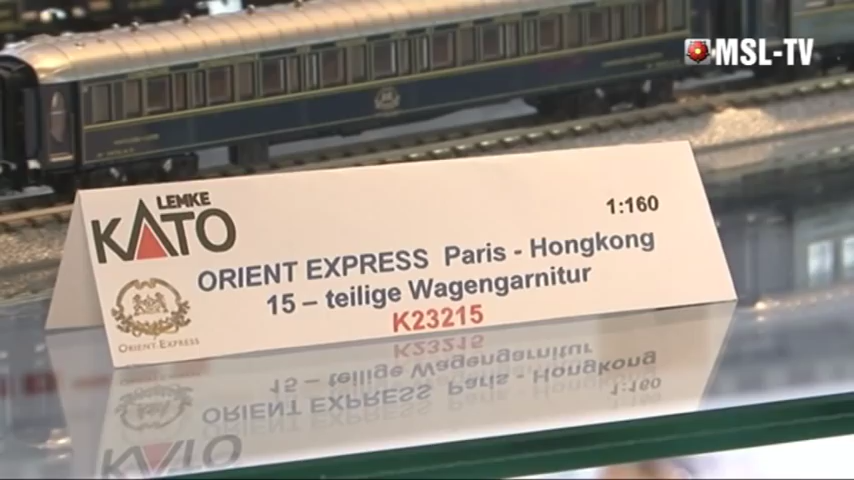 MSL-TV
LEMKE
KATO
1:160
ORIENT EXPRESS Paris - Hongkong
15 – teilige Wagengarnitur
K23215
ORIENT EXPRESS